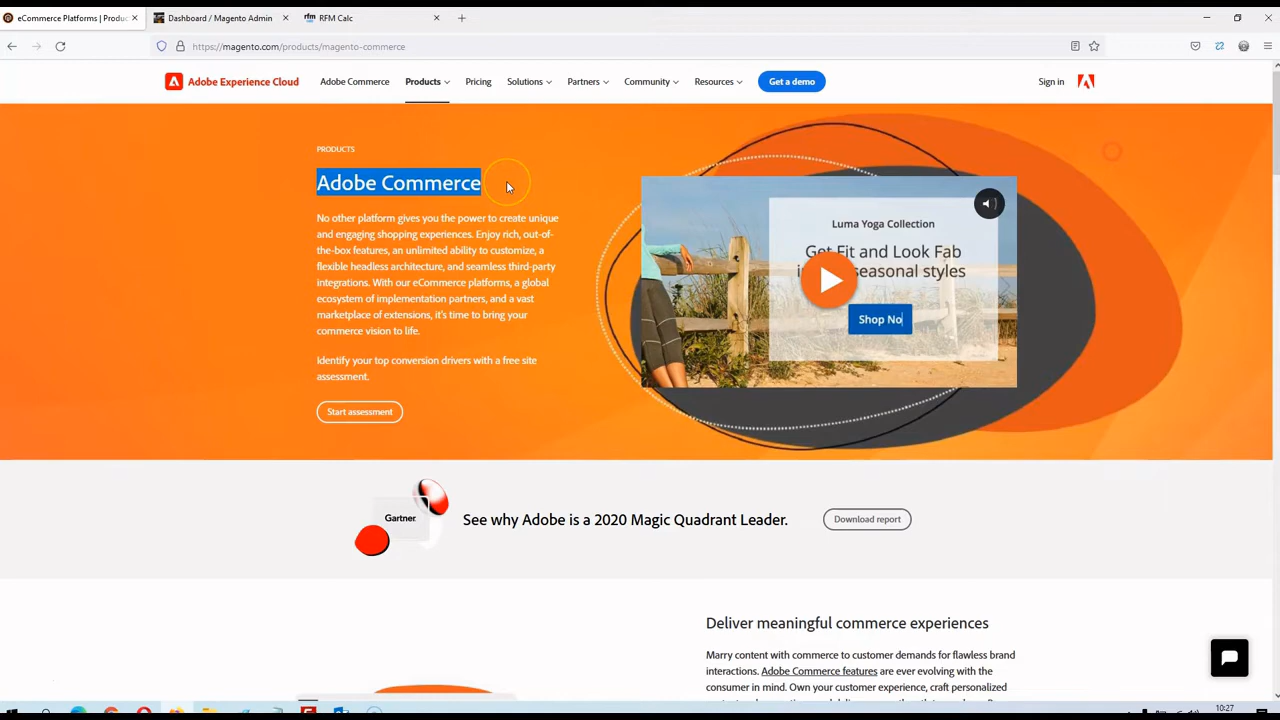 eCommerce Platforms | Produc
Dashboard / Magento Admin
RFM Calc
https://magento.com/products/magento-commerce
Adobe Experience Cloud
Adobe Commerce
Products
Pricing
Solutions
Partners
Community
Resources
Get a demo
Sign in
PRODUCTS
Adobe Commerce
No other platform gives you the power to create unique
and engaging shopping experiences. Enjoy rich, out-of-
the-box features, an unlimited ability to customize, a
flexible headless architecture, and seamless third-party
integrations. With our eCommerce platforms, a global
ecosystem of implementation partners, and a vast
marketplace of extensions, it's time to bring your
commerce vision to life.
Identify your top conversion drivers with a free site
assessment.
Start assessment
Luma Yoga Collection
Get Fit and Look Fab
seasonal styles
Shop No
Gartner.
See why Adobe is a 2020 Magic Quadrant Leader.
Download report
Deliver meaningful commerce experiences
Marry content with commerce to customer demands for flawless brand
interactions. Adobe Commerce features are ever evolving with the
consumer in mind. Own your customer experience, craft personalized
10:27